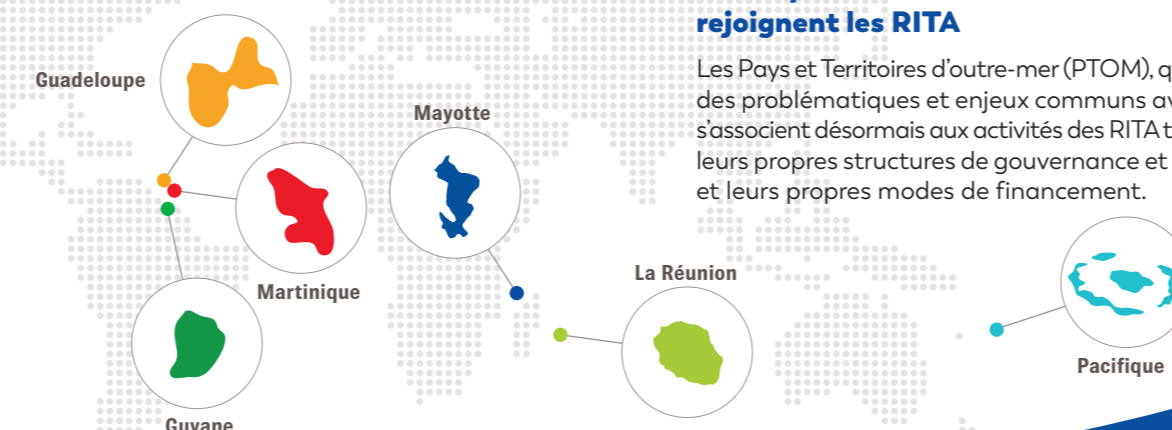 rejoignent les RITA
Les Pays et Territoires d'outre-mer (PTOM), q
des problématiques et enjeux communs av
s'associent désormais aux activités des RITA t
leurs propres structures de gouvernance et
et leurs propres modes de financement.
Guadeloupe
Mayotte
Martinique
La Réunion
Pacifique
Guyane